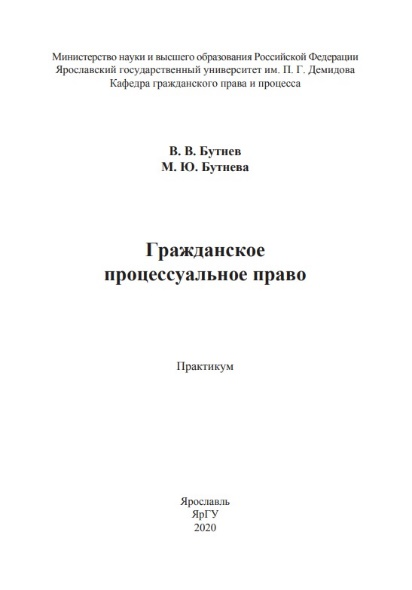 Министерство науки и высшего образования Российской Федерации
Ярославский государственный университет им. П. Г. Демидова
Кафедра гражданского права и процесса
В. В. Бутнев
М. Ю. Бутнева
Гражданское
процессуальное право
Практикум
Ярославль
ЯрГУ
2020